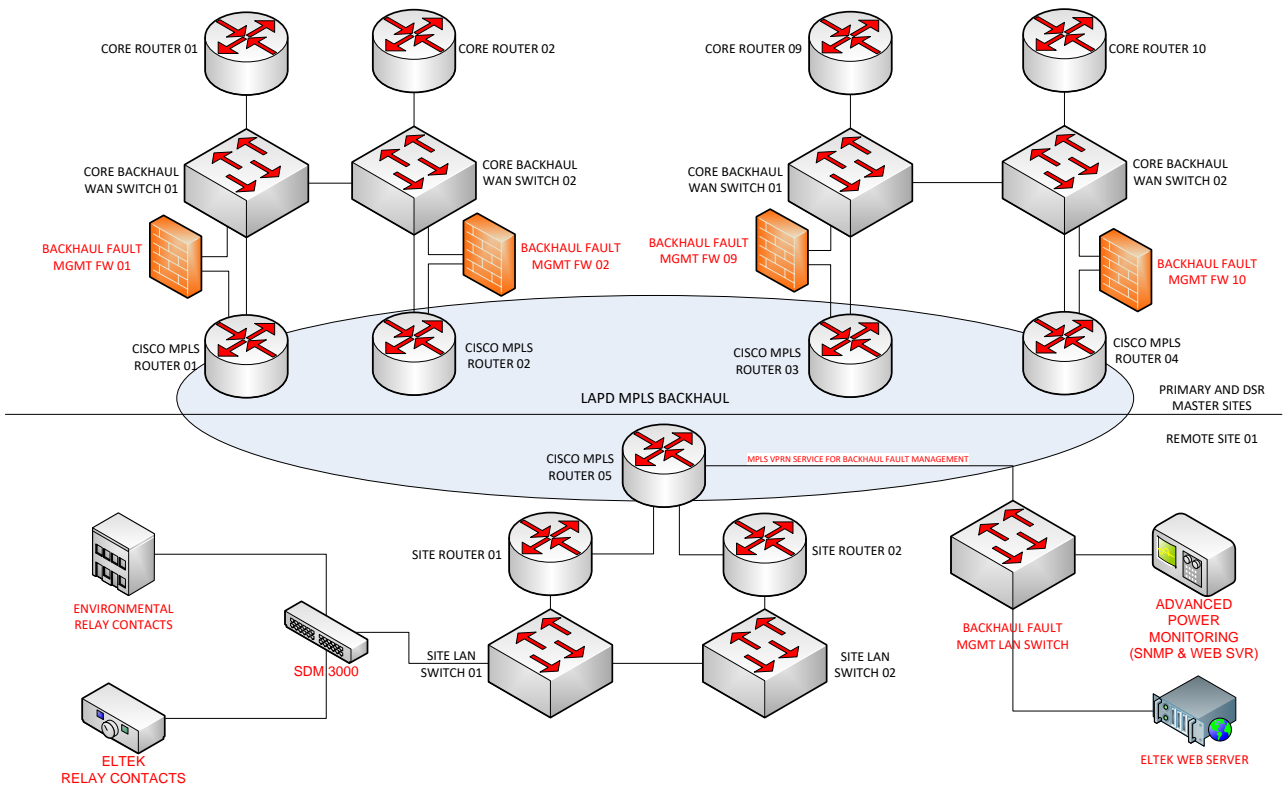 CORE ROUTER 01
CORE ROUTER 02
CORE ROUTER 09
CORE ROUTER 10
CORE BACKHAUL
WAN SWITCH 01
CORE BACKHAUL
WAN SWITCH 02
CORE BACKHAUL
WAN SWITCH 01
CORE BACKHAUL
WAN SWITCH 02
BACKHAUL FAULT
MGMT FW 01
BACKHAUL FAULT
MGMT FW 02
BACKHAUL FAULT
MGMT FW 09
BACKHAUL FAULT
MGMT FW 10
CISCO MPLS
ROUTER 01
CISCO MPLS
ROUTER 02
CISCO MPLS
ROUTER 03
CISCO MPLS
ROUTER 04
LAPD MPLS BACKHAUL
PRIMARY AND DSR
MASTER SITES
REMOTE SITE 01
CISCO MPLS
ROUTER 05
MPLS VPRN SERVICE FOR BACKHAUL FAULT MANAGEMENT
SITE ROUTER 01
SITE ROUTER 02
ENVIRONMENTAL
RELAY CONTACTS
SDM 3000
SITE LAN
SWITCH 01
SITE LAN
SWITCH 02
BACKHAUL FAULT
MGMT LAN SWITCH
ADVANCED
POWER
MONITORING
(SNMP & WEB SVR)
ELTEK
RELAY CONTACTS
ELTEK WEB SERVER